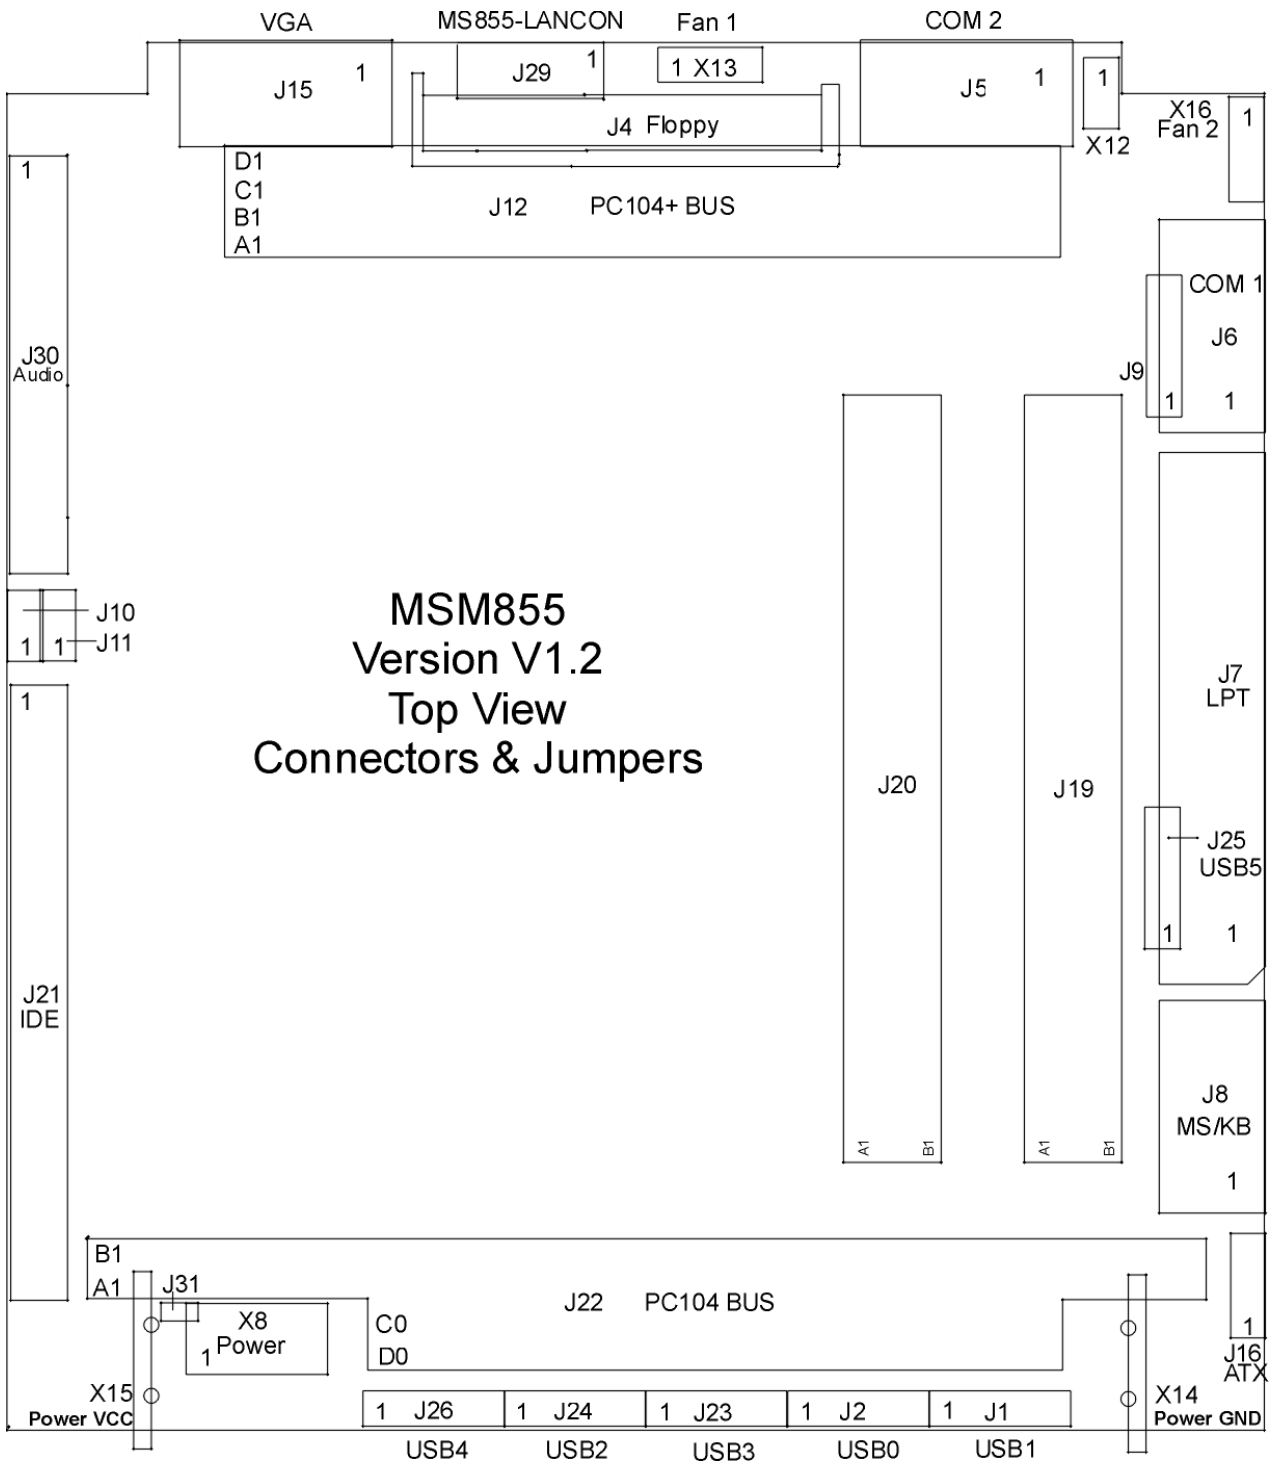 VGA
MS855-LANCON
Fan 1
COM 2
1
J15
J29
1
1 X13
J5
1
1
X12
X16
Fan 2
1
J4 Floppy
D1
C1
B1
A1
J12
PC104+ BUS
1
J30
Audio
COM 1
J6
J9
1
1
J10
J11
1
1
MSM855
Version V1.2
Top View
Connectors & Jumpers
J7
LPT
1
J20
J19
J25
USB5
1
1
J21
IDE
A1
B1
A1
B1
J8
MS/KB
1
B1
A1
J31
X8
Power
1
J22
PC104 BUS
C0
D0
1
J16
ATX
X15
Power VCC
X14
Power GND
1 J26
1 J24
1 J23
1 J2
1 J1
USB4
USB2
USB3
USB0
USB1